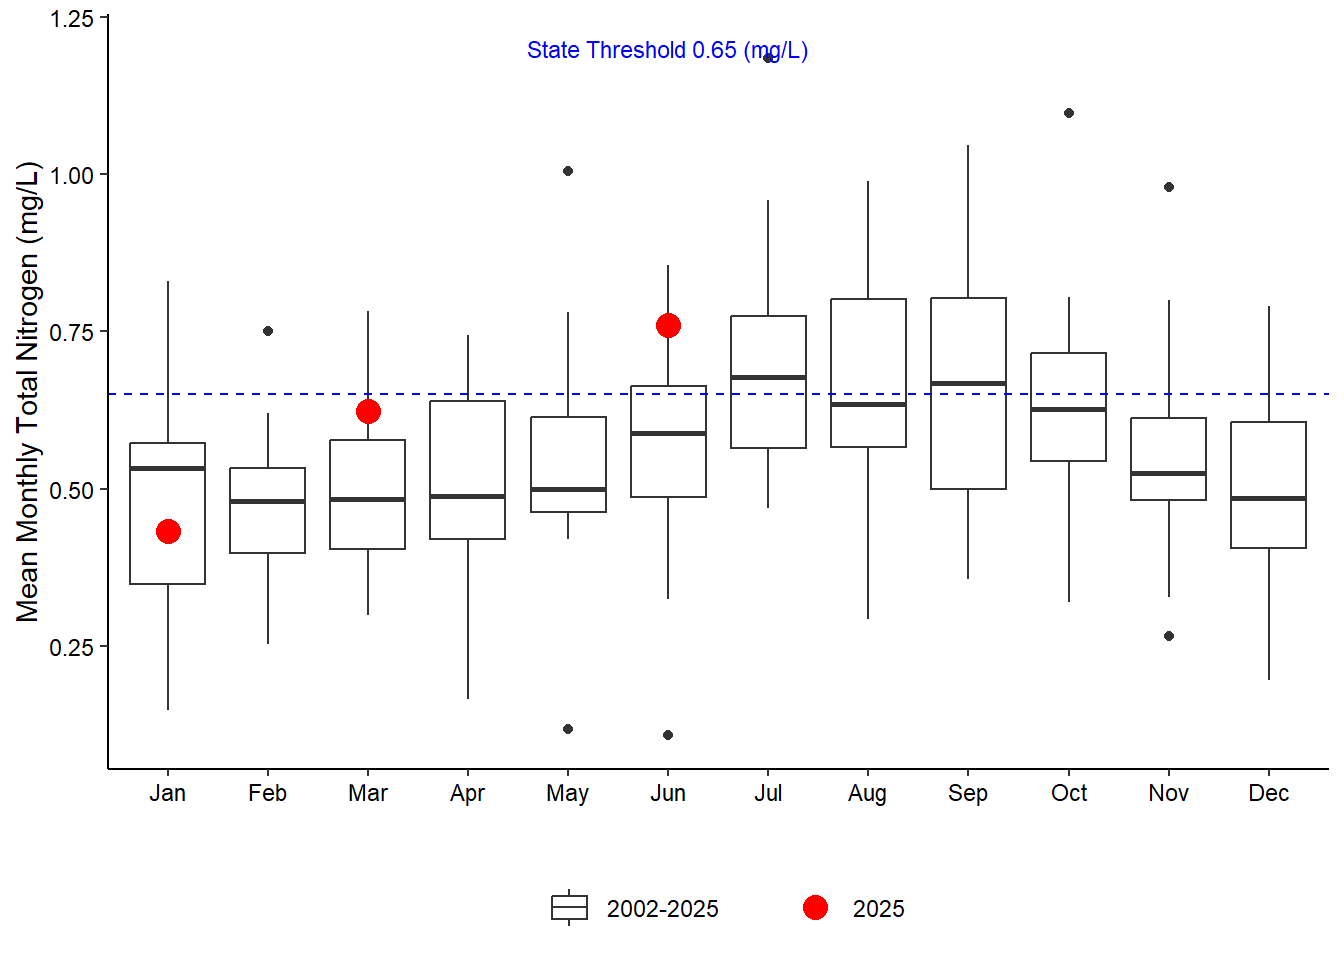 1.25
State Threshold 0.65 (mg/L)
1.00
0.75
0.50
0.25
Mean Monthly Total Nitrogen (mg/L)
Jan Feb Mar Apr May Jun Jul Aug Sep Oct Nov Dec
2002-2025 2025